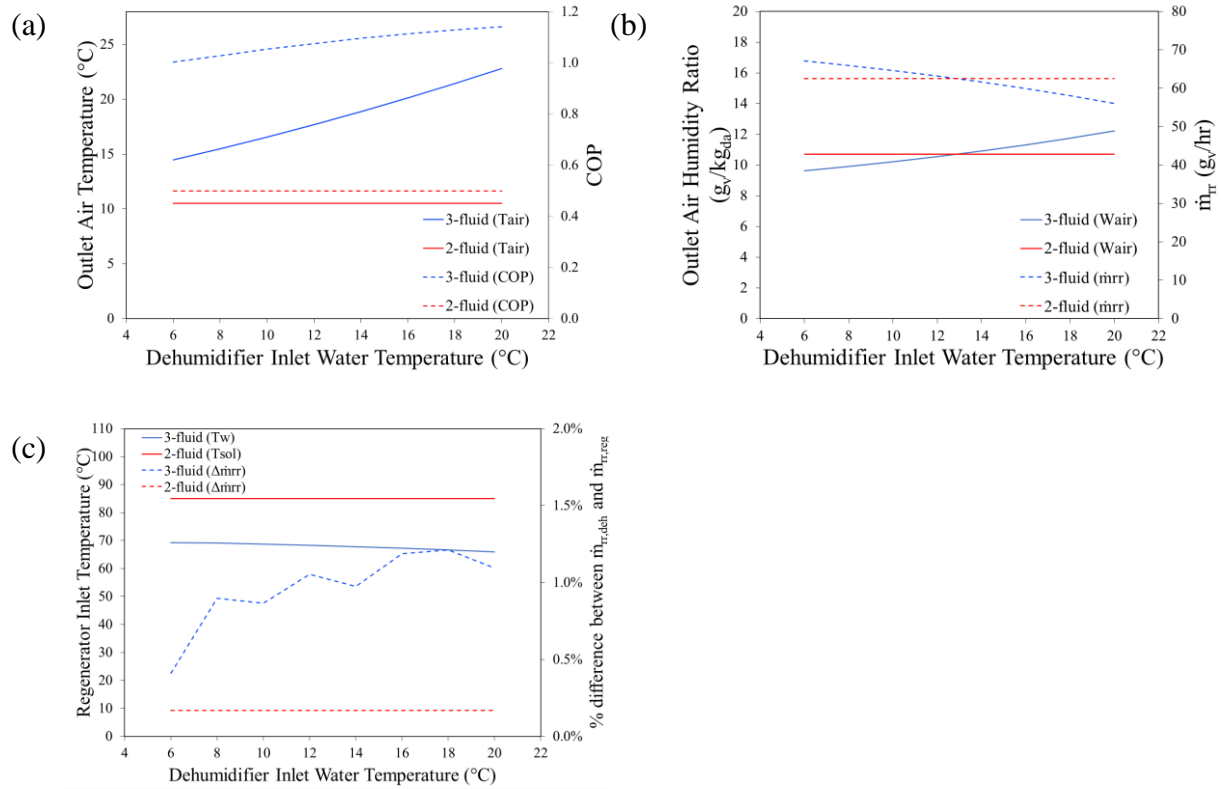 (a)
Outlet Air Temperature (°C)
25
20
15
10
5
0
1.2
1.0
0.8
0.6
0.4
0.2
0.0
COP
3-fluid (Tair)
2-fluid (Tair)
3-fluid (COP)
2-fluid (COP)
4 6 8 10 12 14 16 18 20 22
Dehumidifier Inlet Water Temperature (°C)
(b)
Outlet Air Humidity Ratio
(gv/kgda)
20
18
16
14
12
10
8
6
4
2
0
80
70
60
50
40
30
20
10
0
ṁrr (gv/hr)
3-fluid (Wair)
2-fluid (Wair)
3-fluid (ṁrr)
2-fluid (ṁrr)
4 6 8 10 12 14 16 18 20 22
Dehumidifier Inlet Water Temperature (°C)
(c)
Regenerator Inlet Temperature (°C)
110
100
90
80
70
60
50
40
30
20
10
0
3-fluid (Tw)
2-fluid (Tsol)
3-fluid (Δṁrr)
2-fluid (Δṁrr)
2.0%
1.5%
1.0%
0.5%
0.0%
% difference between ṁrr,deh and ṁrr,reg
4 6 8 10 12 14 16 18 20 22
Dehumidifier Inlet Water Temperature (°C)